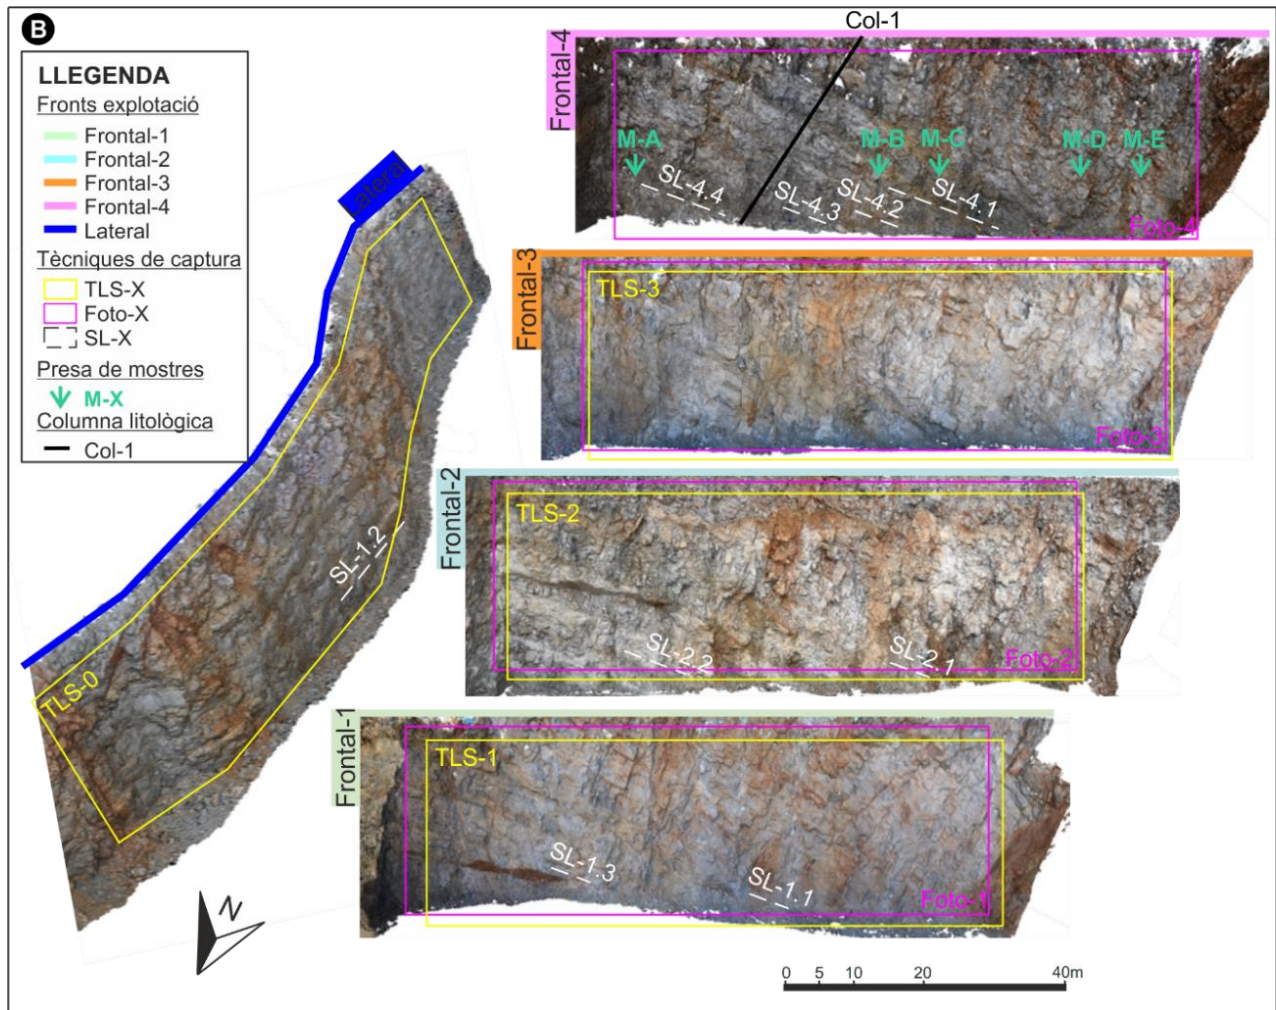 B
LLEGENDA
Fronts explotació
Frontal-1
Frontal-2
Frontal-3
Frontal-4
Lateral
Tècniques de captura
TLS-X
Foto-X
SL-X
Presa de mostres
M-X
Columna litològica
Col-1
Lateral
TLS-0
SL-1.2
N
Col-1
Frontal-4
M-A
M-B
M-C
M-D
M-E
SL-4.4
SL-4.3
SL-4.2
SL-4.1
Foto-4
Frontal-3
TLS-3
Foto-3
Frontal-2
TLS-2
SL-2.2
SL-2.1
Foto-2
Frontal-1
TLS-1
SL-1.3
SL-1.1
Foto-1
0 5 10 20 40m